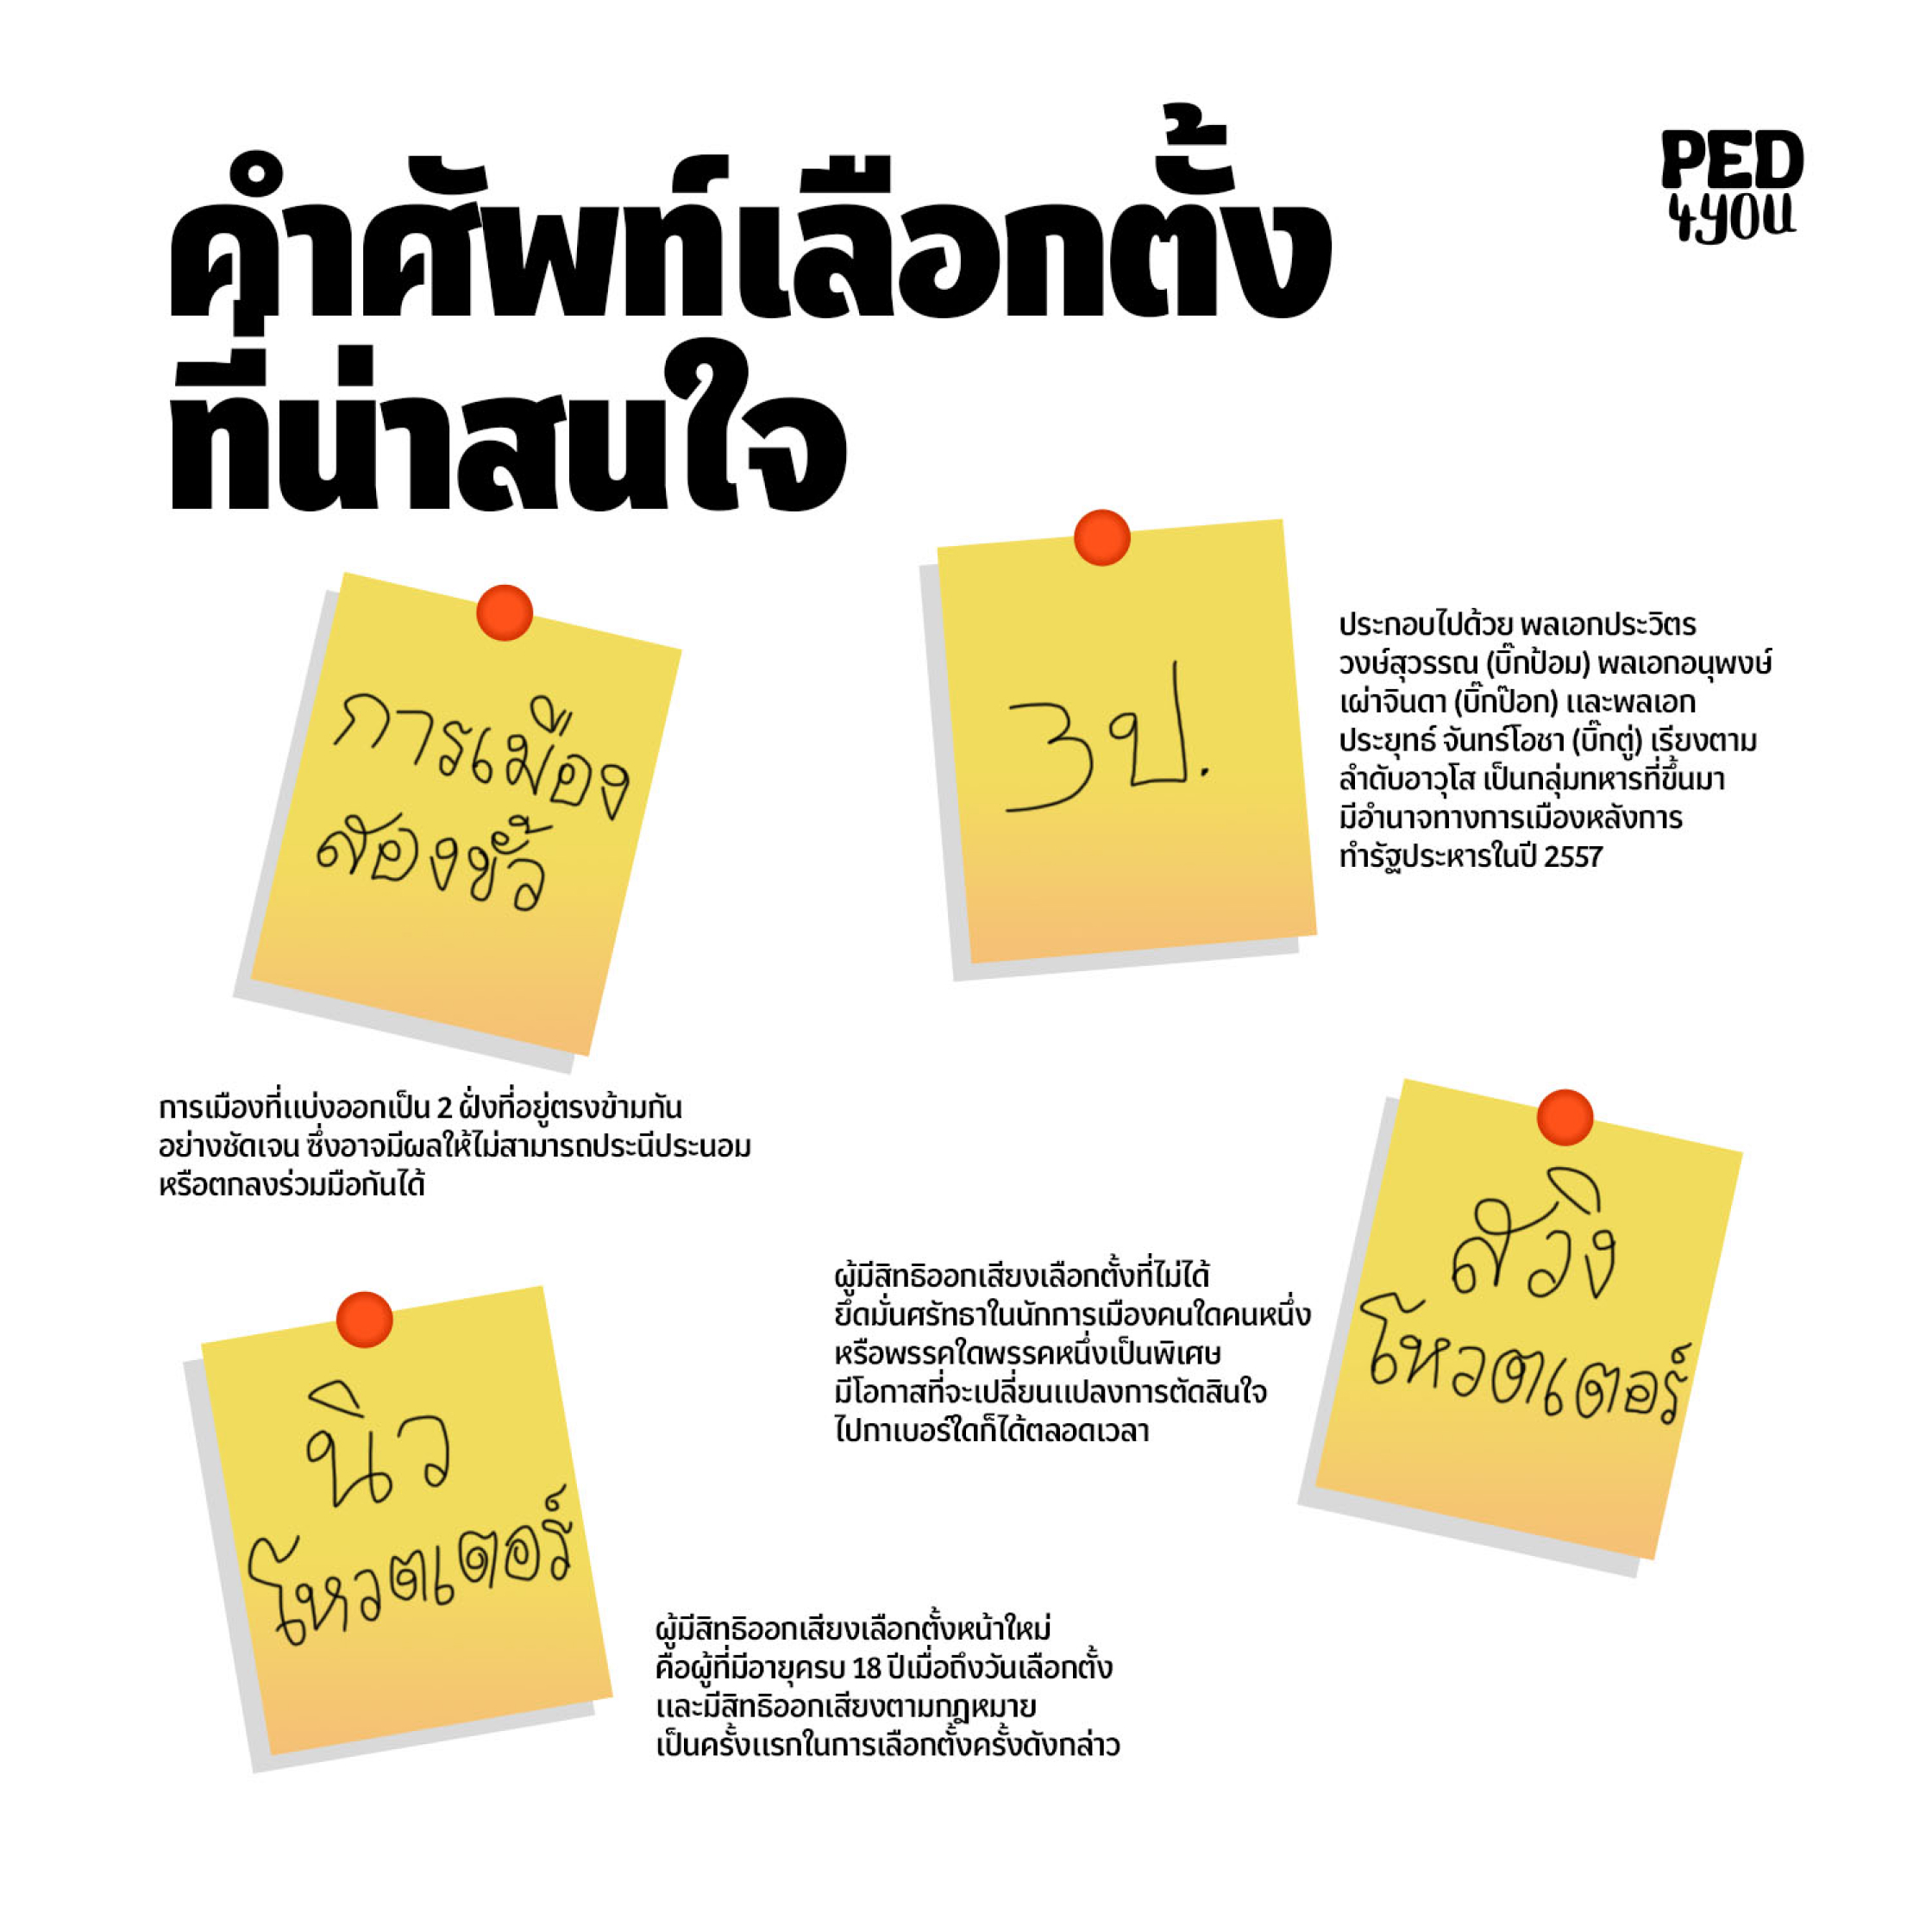 คำศัพท์เลือกตั้ง
ที่น่าสนใจ
PED
4YOU
การเมือง
สองขั้ว
การเมืองที่แบ่งออกเป็น 2 ฝั่งที่อยู่ตรงข้ามกัน
อย่างชัดเจน ซึ่งอาจมีผลให้ไม่สามารถประนีประนอม
หรือตกลงร่วมมือกันได้
3ป.
ประกอบไปด้วย พลเอกประวิตร
วงษ์สุวรรณ (บิ๊กป้อม) พลเอกอนุพงษ์
เผ่าจินดา (บิ๊กป๊อก) และพลเอก
ประยุทธ์ จันทร์โอชา (บิ๊กตู่) เรียงตาม
ลำดับอาวุโส เป็นกลุ่มทหารที่ขึ้นมา
มีอำนาจทางการเมืองหลังการ
ทำรัฐประหารในปี 2557
สวิง
โหวตเตอร์
ผู้มีสิทธิออกเสียงเลือกตั้งที่ไม่ได้
ยึดมั่นศรัทธาในนักการเมืองคนใดคนหนึ่ง
หรือพรรคใดพรรคหนึ่งเป็นพิเศษ
มีโอกาสที่จะเปลี่ยนแปลงการตัดสินใจ
ไปกาเบอร์ใดก็ได้ตลอดเวลา
นิว
โหวตเตอร์
ผู้มีสิทธิออกเสียงเลือกตั้งหน้าใหม่
คือผู้ที่มีอายุครบ 18 ปีเมื่อถึงวันเลือกตั้ง
และมีสิทธิออกเสียงตามกฎหมาย
เป็นครั้งแรกในการเลือกตั้งครั้งดังกล่าว